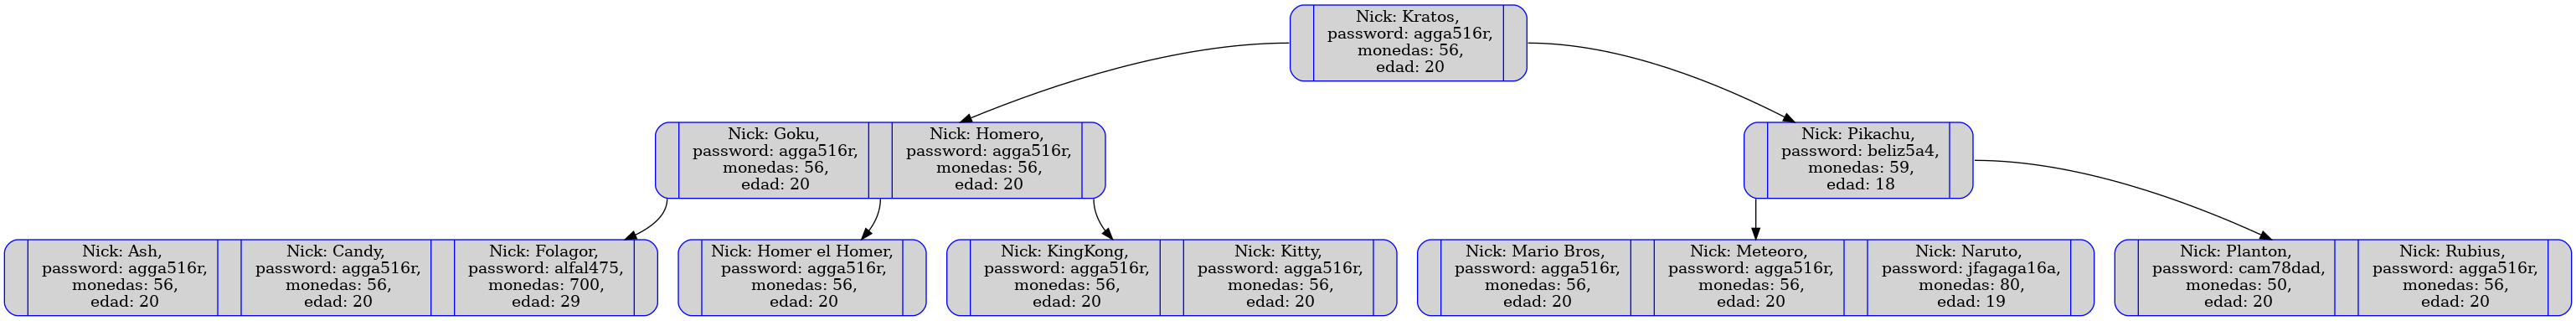 Nick: Kratos,
password: agga516r,
monedas: 56,
edad: 20
Nick: Goku,
password: agga516r,
monedas: 56,
edad: 20
Nick: Homero,
password: agga516r,
monedas: 56,
edad: 20
Nick: Pikachu,
password: beliz5a4,
monedas: 59,
edad: 18
Nick: Ash,
password: agga516r,
monedas: 56,
edad: 20
Nick: Candy,
password: agga516r,
monedas: 56,
edad: 20
Nick: Folagor,
password: alfal475,
monedas: 700,
edad: 29
Nick: Homer el Homer,
password: agga516r,
monedas: 56,
edad: 20
Nick: KingKong,
password: agga516r,
monedas: 56,
edad: 20
Nick: Kitty,
password: agga516r,
monedas: 56,
edad: 20
Nick: Mario Bros,
password: agga516r,
monedas: 56,
edad: 20
Nick: Meteoro,
password: agga516r,
monedas: 56,
edad: 20
Nick: Naruto,
password: jfagaga16a,
monedas: 80,
edad: 19
Nick: Planton,
password: cam78dad,
monedas: 50,
edad: 20
Nick: Rubius,
password: agga516r,
monedas: 56,
edad: 20